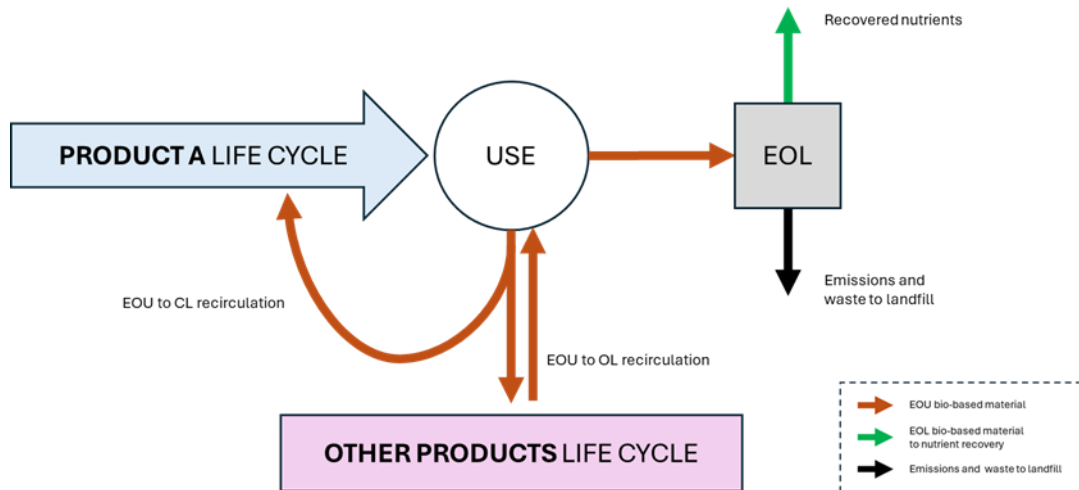 Recovered nutrients
PRODUCT A LIFE CYCLE
USE
EOL
Emissions and
waste to landfill
EOU to CL recirculation
EOU to OL recirculation
OTHER PRODUCTS LIFE CYCLE
EOU bio-based material
EOL bio-based material
to nutrient recovery
Emissions and waste to landfill